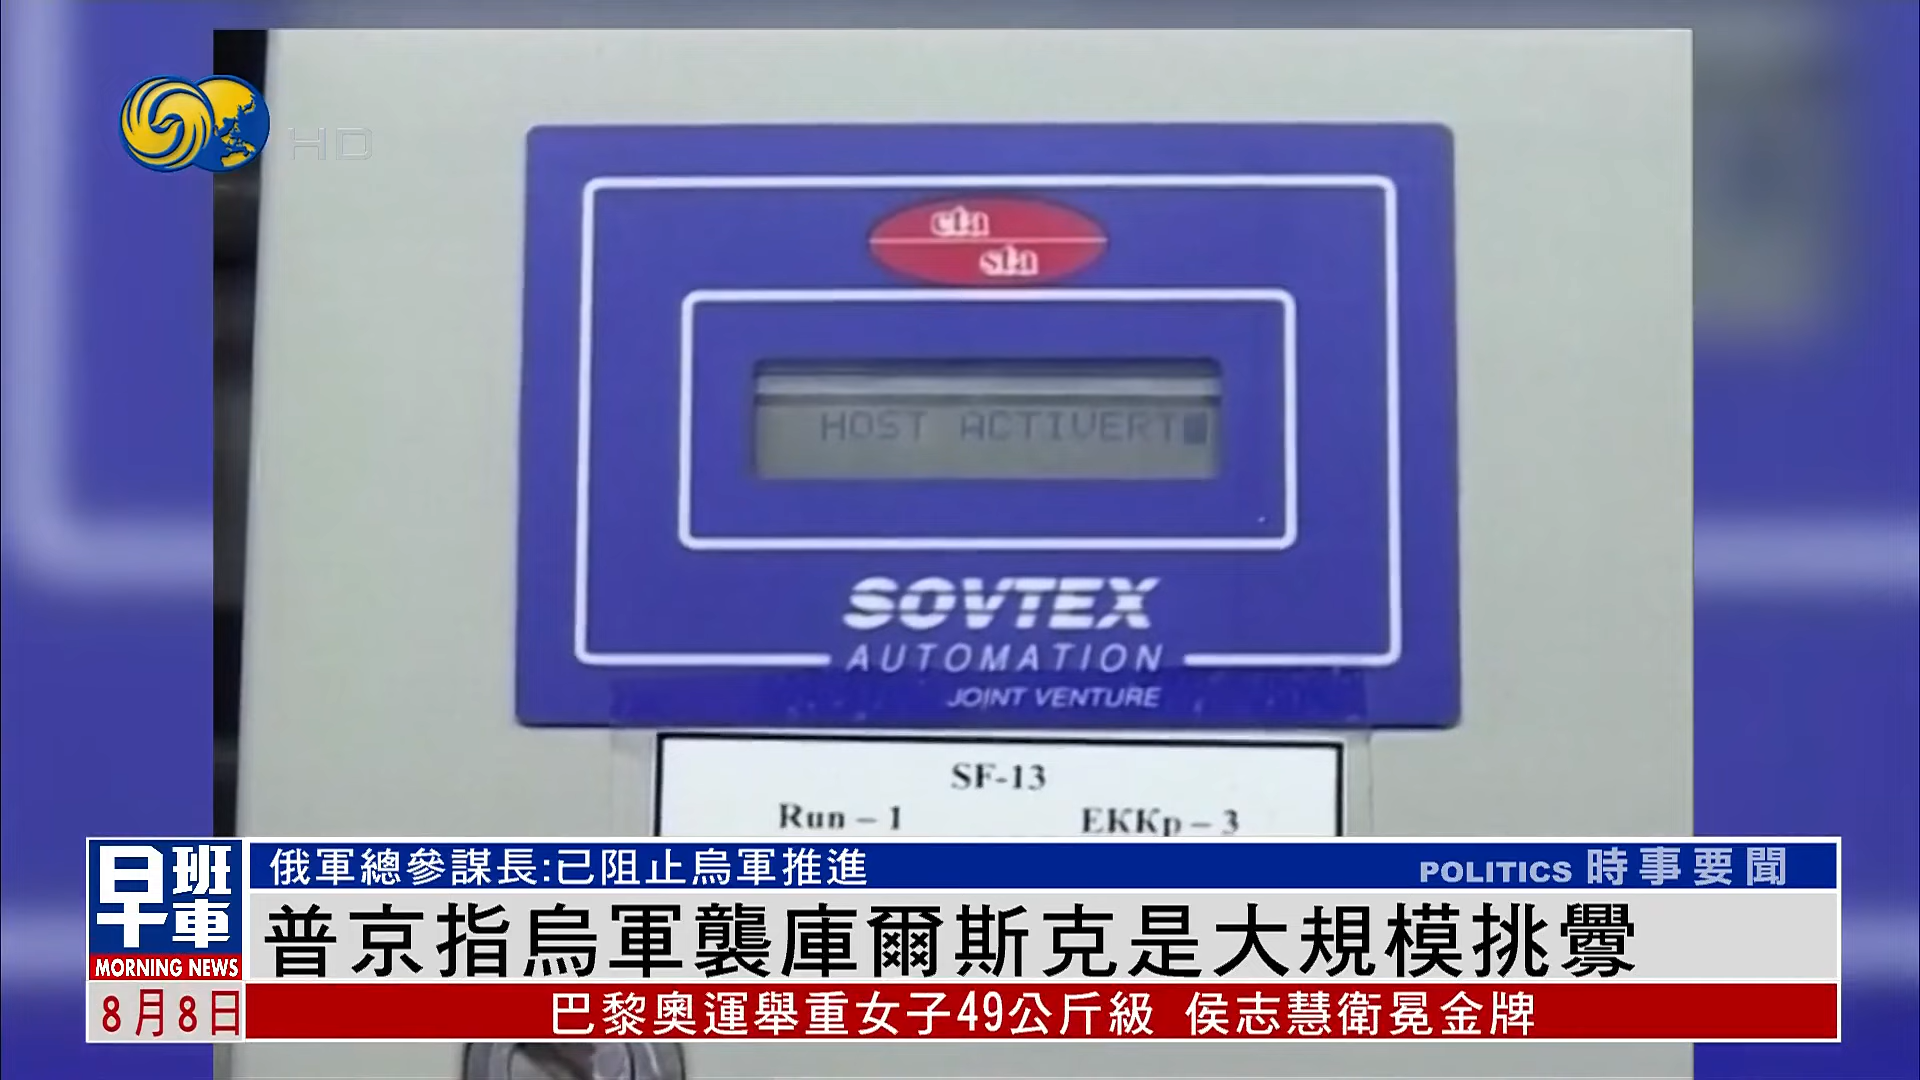 HD
cta
sta
HOST ACTIVERT
SOVTEX
AUTOMATION
JOINT VENTURE
SF-13
Run – 1 EKKp – 3
早班車
MORNING NEWS
8月8日
俄軍總參謀長:已阻止烏軍推進
POLITICS 時事要聞
普京指烏軍襲庫爾斯克是大規模挑釁
巴黎奧運舉重女子49公斤級 侯志慧衛冕金牌